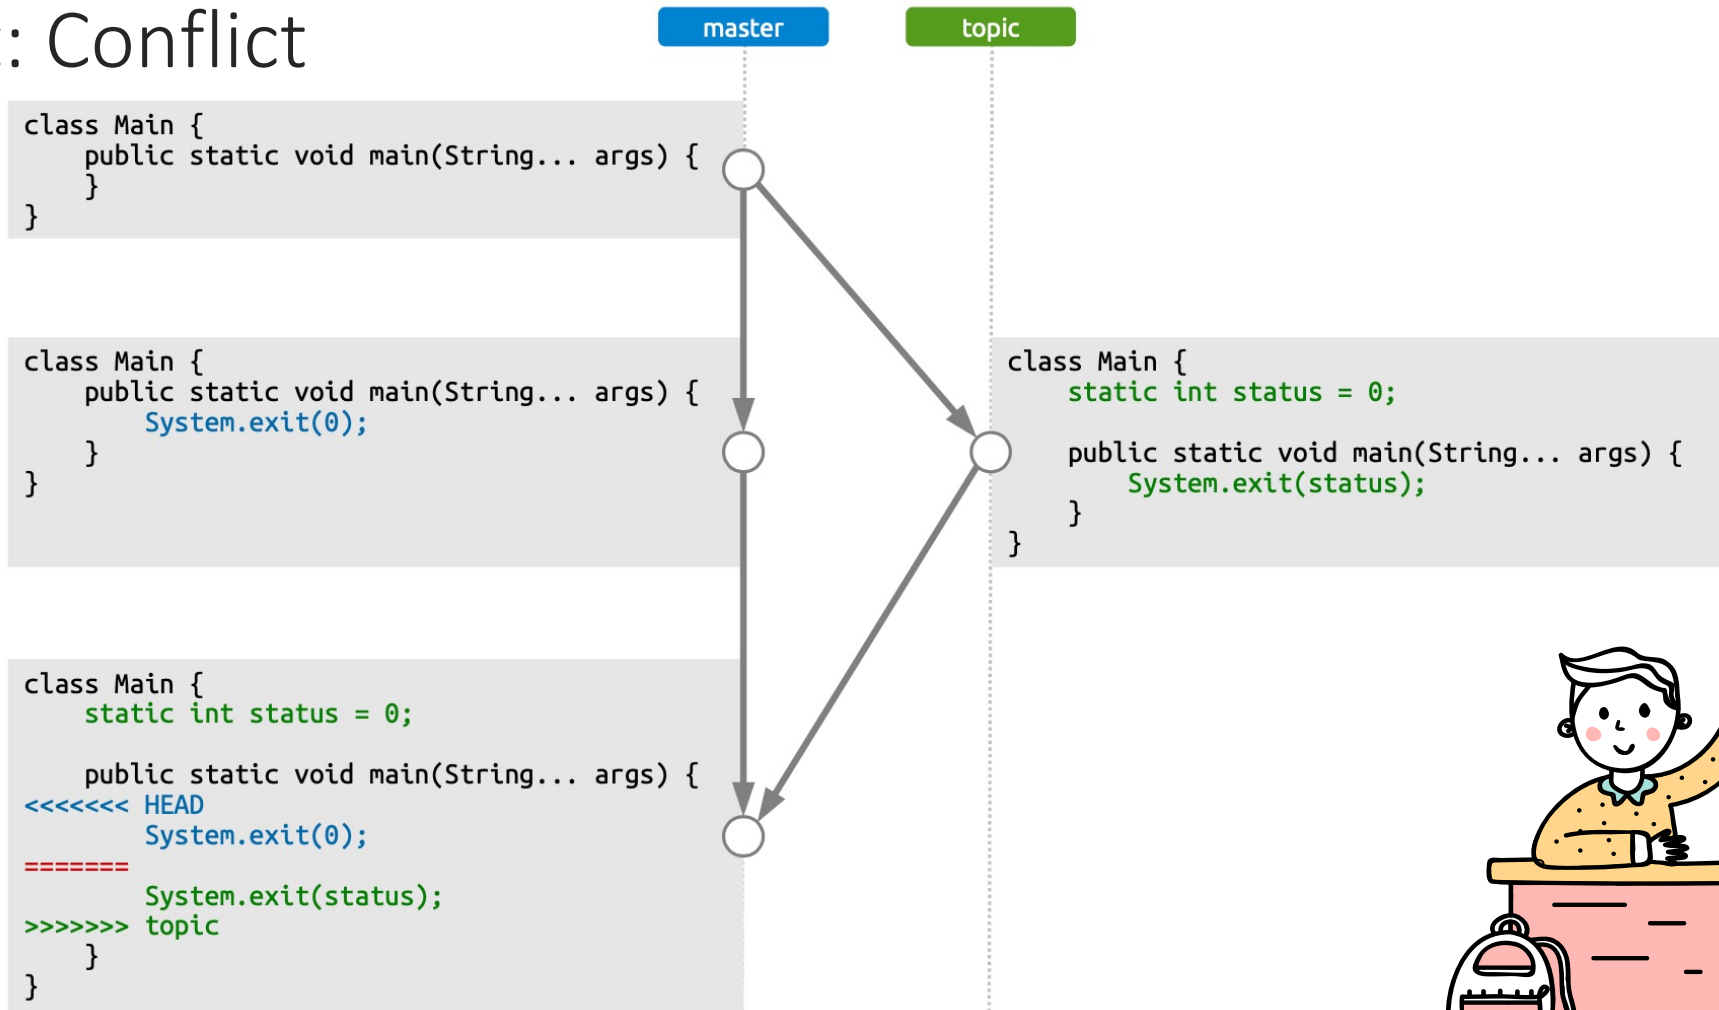 : Conflict
master
topic
class Main {
    public static void main(String... args) {
    }
}
class Main {
    public static void main(String... args) {
        System.exit(0);
    }
}
class Main {
    static int status = 0;

    public static void main(String... args) {
        System.exit(status);
    }
}
class Main {
    static int status = 0;

    public static void main(String... args) {
<<<<<<< HEAD
        System.exit(0);
=======
        System.exit(status);
>>>>>>> topic
    }
}